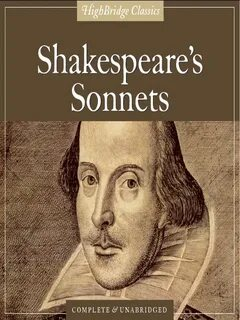 HighBridge Classics
Shakespeare's
Sonnets
COMPLETE & UNABRIDGED